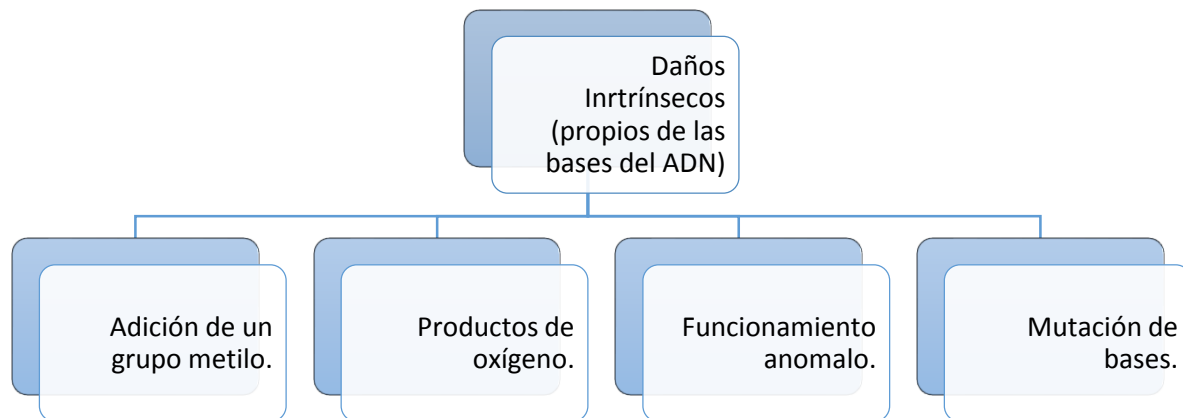 Daños
Inrtrínsecos
(propios de las
bases del ADN)
Adición de un
grupo metilo.
Productos de
oxígeno.
Funcionamiento
anomalo.
Mutación de
bases.